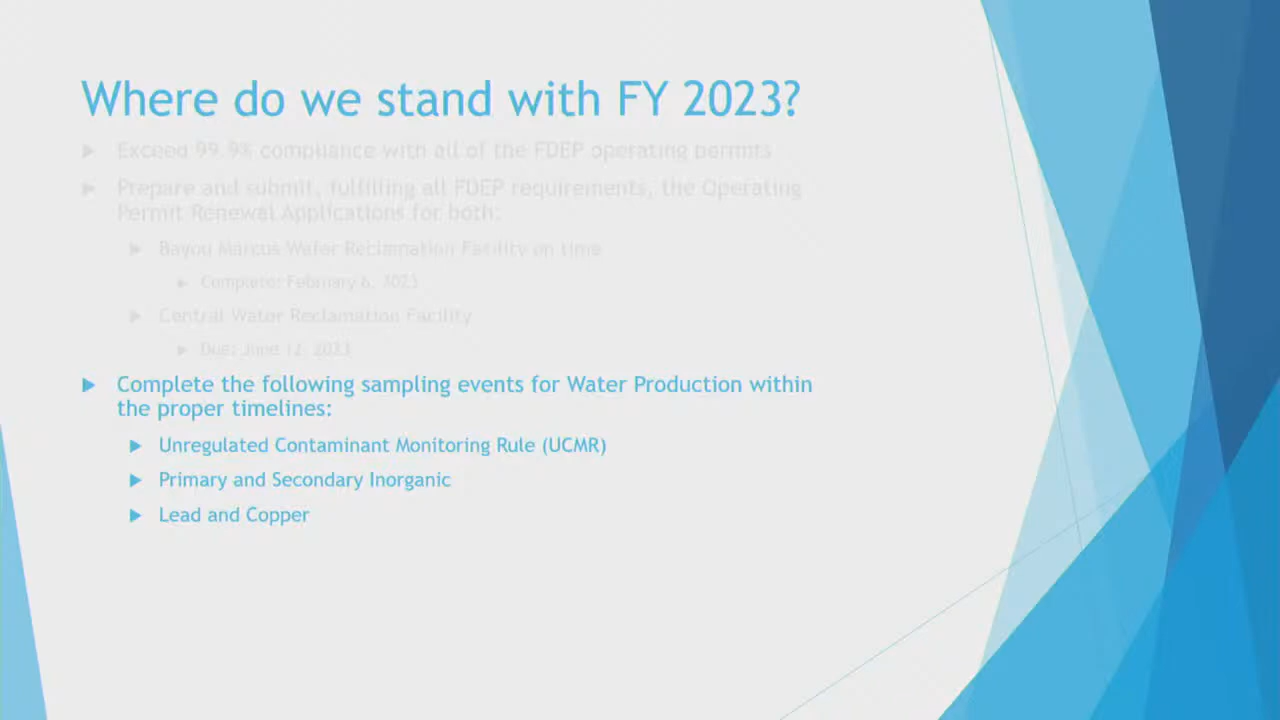 Where do we stand with FY 2023?
Exceed 99.9% compliance with all of the FDEP operating permits
Prepare and submit, fulfilling all FDEP requirements, the Operating
Permit Renewal Applications for both:
Bayou Marcus Water Reclamation Facility on time
Complete: February 6, 2023
Central Water Reclamation Facility
Due: June 12, 2023
Complete the following sampling events for Water Production within
the proper timelines:
Unregulated Contaminant Monitoring Rule (UCMR)
Primary and Secondary Inorganic
Lead and Copper